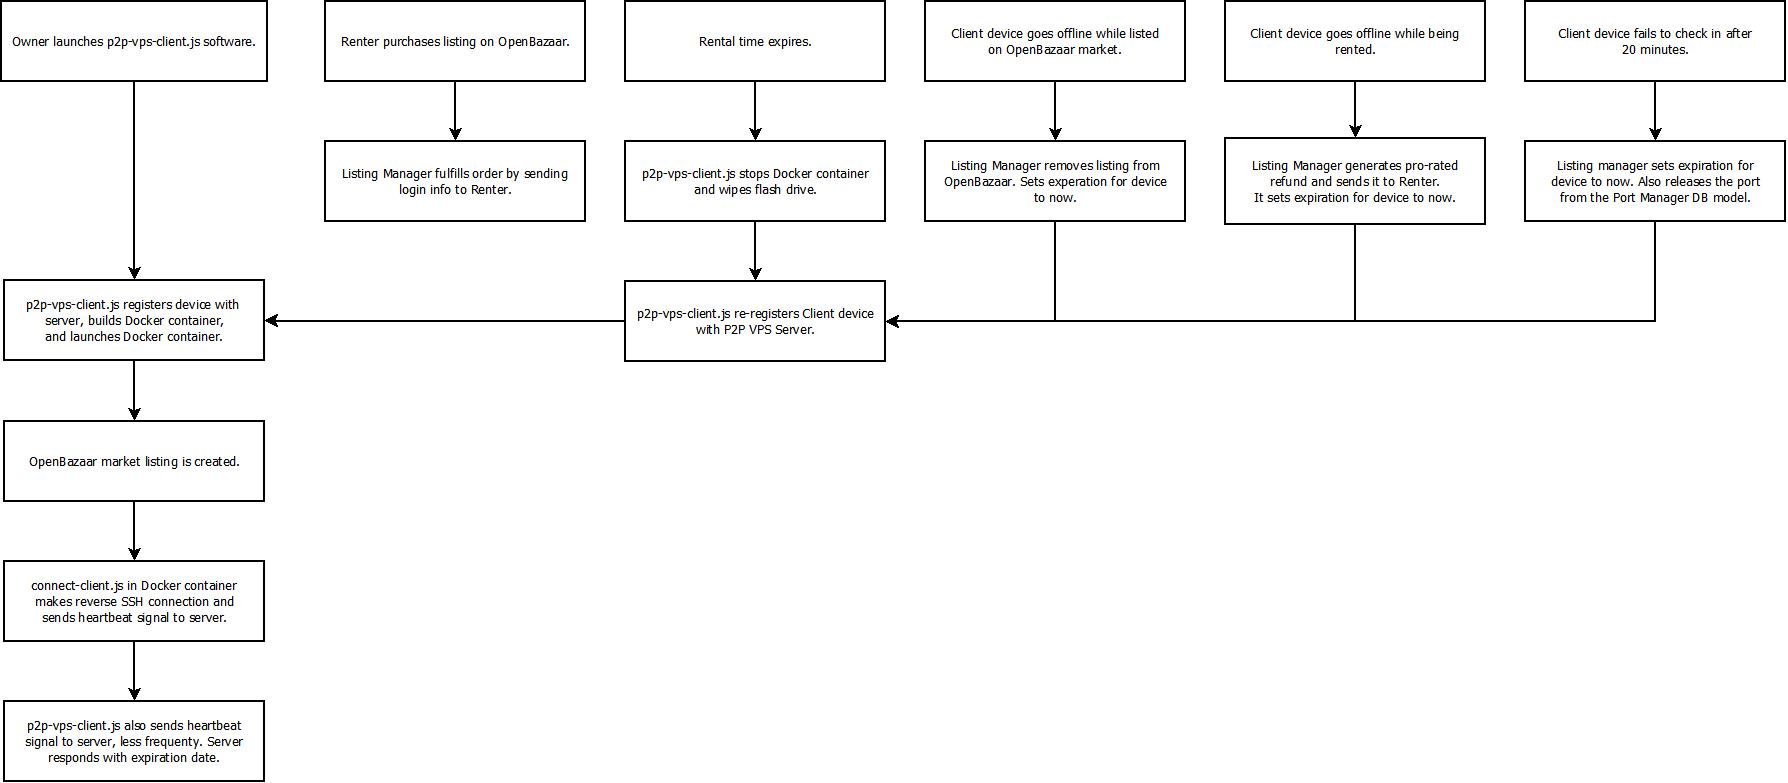 Owner launches p2p-vps-client.js software.
Renter purchases listing on OpenBazaar.
Rental time expires.
Client device goes offline while listed
on OpenBazaar market.
Client device goes offline while being
rented.
Client device fails to check in after
20 minutes.
Listing Manager fulfills order by sending
login info to Renter.
p2p-vps-client.js stops Docker container
and wipes flash drive.
Listing Manager removes listing from
OpenBazaar. Sets experation for device
to now.
Listing Manager generates pro-rated
refund and sends it to Renter.
It sets expiration for device to now.
Listing manager sets expiration for
device to now. Also releases the port
from the Port Manager DB model.
p2p-vps-client.js registers device with
server, builds Docker container,
and launches Docker container.
p2p-vps-client.js re-registers Client device
with P2P VPS Server.
OpenBazaar market listing is created.
connect-client.js in Docker container
makes reverse SSH connection and
sends heartbeat signal to server.
p2p-vps-client.js also sends heartbeat
signal to server, less frequenty. Server
responds with expiration date.